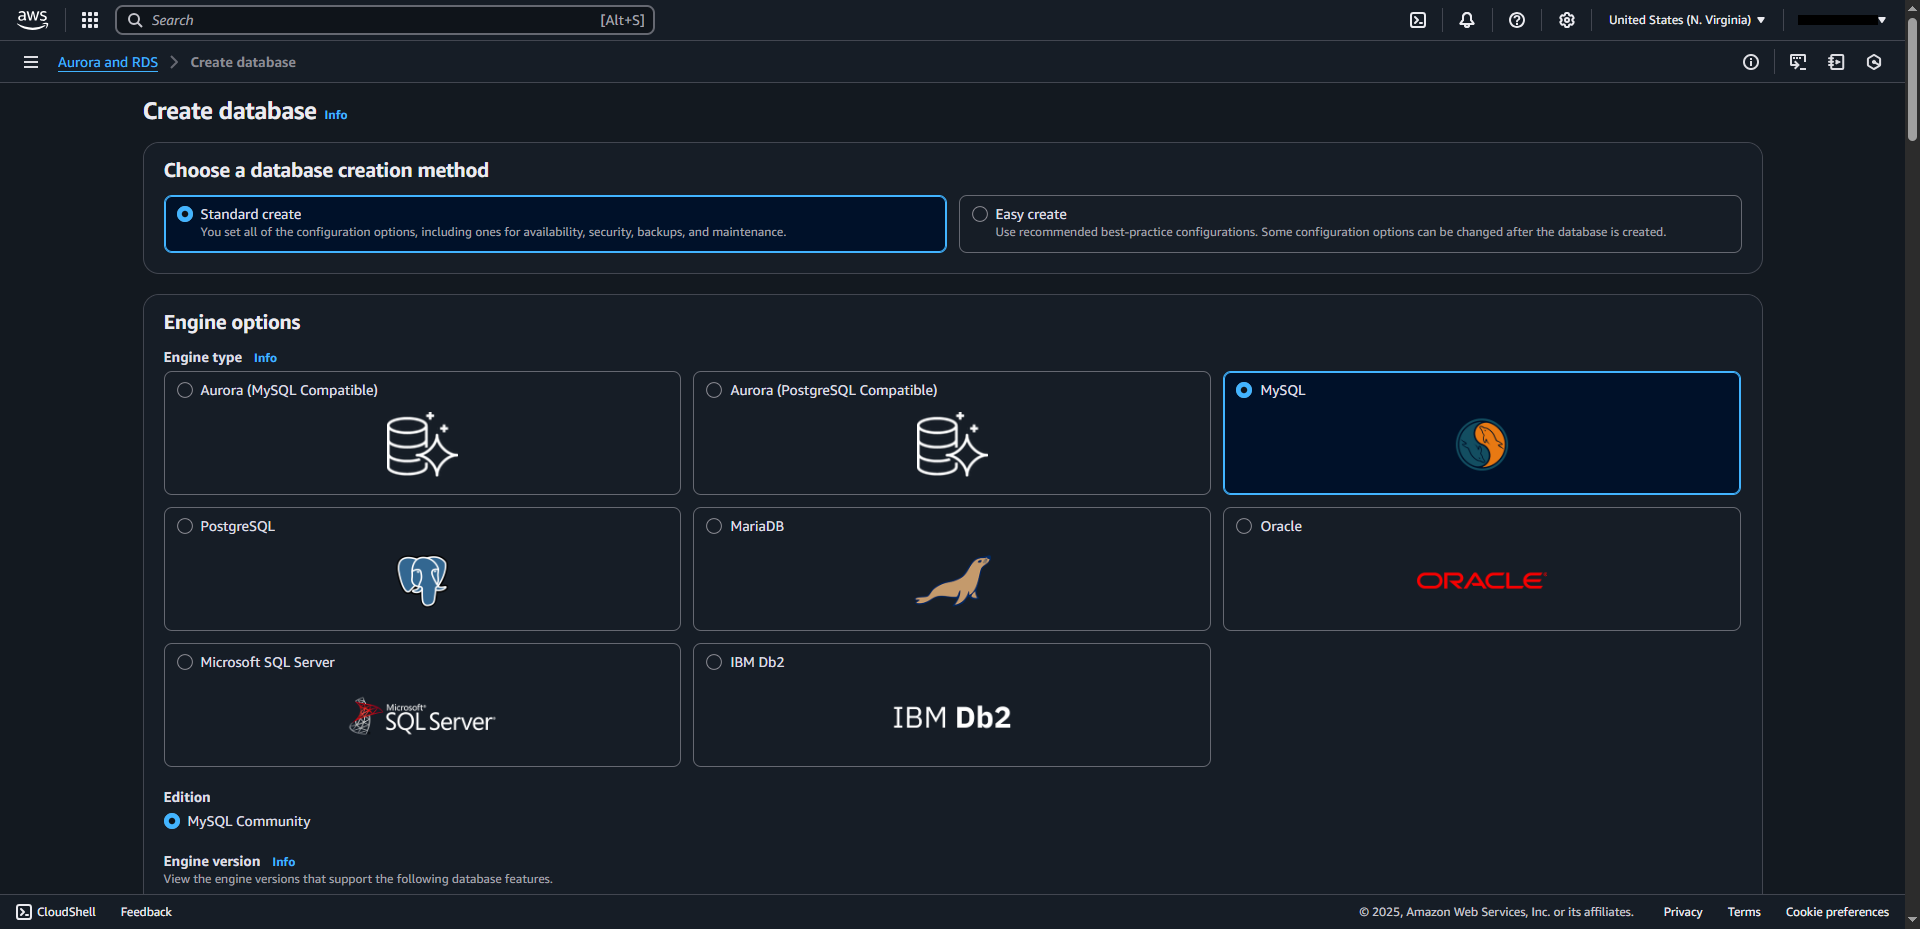 aws
Search [Alt+S]
United States (N. Virginia)
Aurora and RDS Create database
Create database Info
Choose a database creation method
Standard create
You set all of the configuration options, including ones for availability, security, backups, and maintenance.
Easy create
Use recommended best-practice configurations. Some configuration options can be changed after the database is created.
Engine options
Engine type Info
Aurora (MySQL Compatible)
Aurora (PostgreSQL Compatible)
MySQL
PostgreSQL
MariaDB
Oracle
ORACLE
Microsoft SQL Server
Microsoft
SQL Server
IBM Db2
IBM Db2
Edition
MySQL Community
Engine version Info
View the engine versions that support the following database features.
CloudShell Feedback © 2025, Amazon Web Services, Inc. or its affiliates. Privacy Terms Cookie preferences